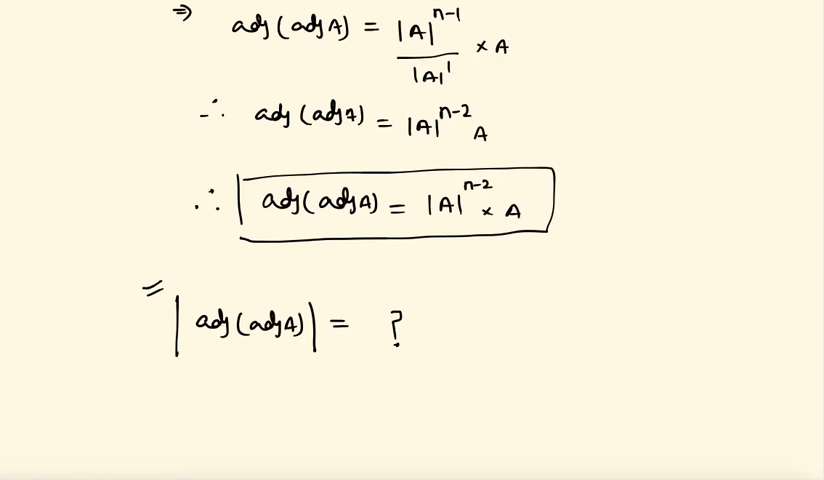 ⇒ adj(adjA) = |A|^{n-1} / |A|^1 × A
∴ adj(adjA) = |A|^{n-2} A
∴ adj(adjA) = |A|^{n-2} × A
= |adj(adjA)| = ?